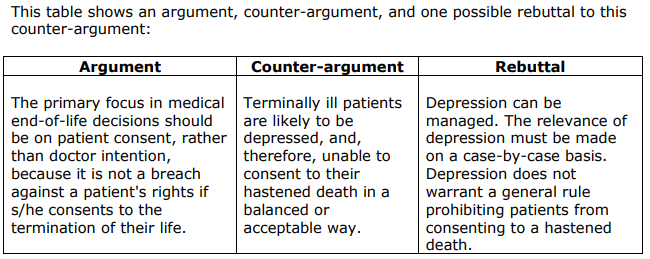 This table shows an argument, counter-argument, and one possible rebuttal to this
counter-argument:
Argument
Counter-argument
Rebuttal
The primary focus in medical
end-of-life decisions should
be on patient consent, rather
than doctor intention,
because it is not a breach
against a patient's rights if
s/he consents to the
termination of their life.
Terminally ill patients
are likely to be
depressed, and,
therefore, unable to
consent to their
hastened death in a
balanced or
acceptable way.
Depression can be
managed. The relevance of
depression must be made
on a case-by-case basis.
Depression does not
warrant a general rule
prohibiting patients from
consenting to a hastened
death.